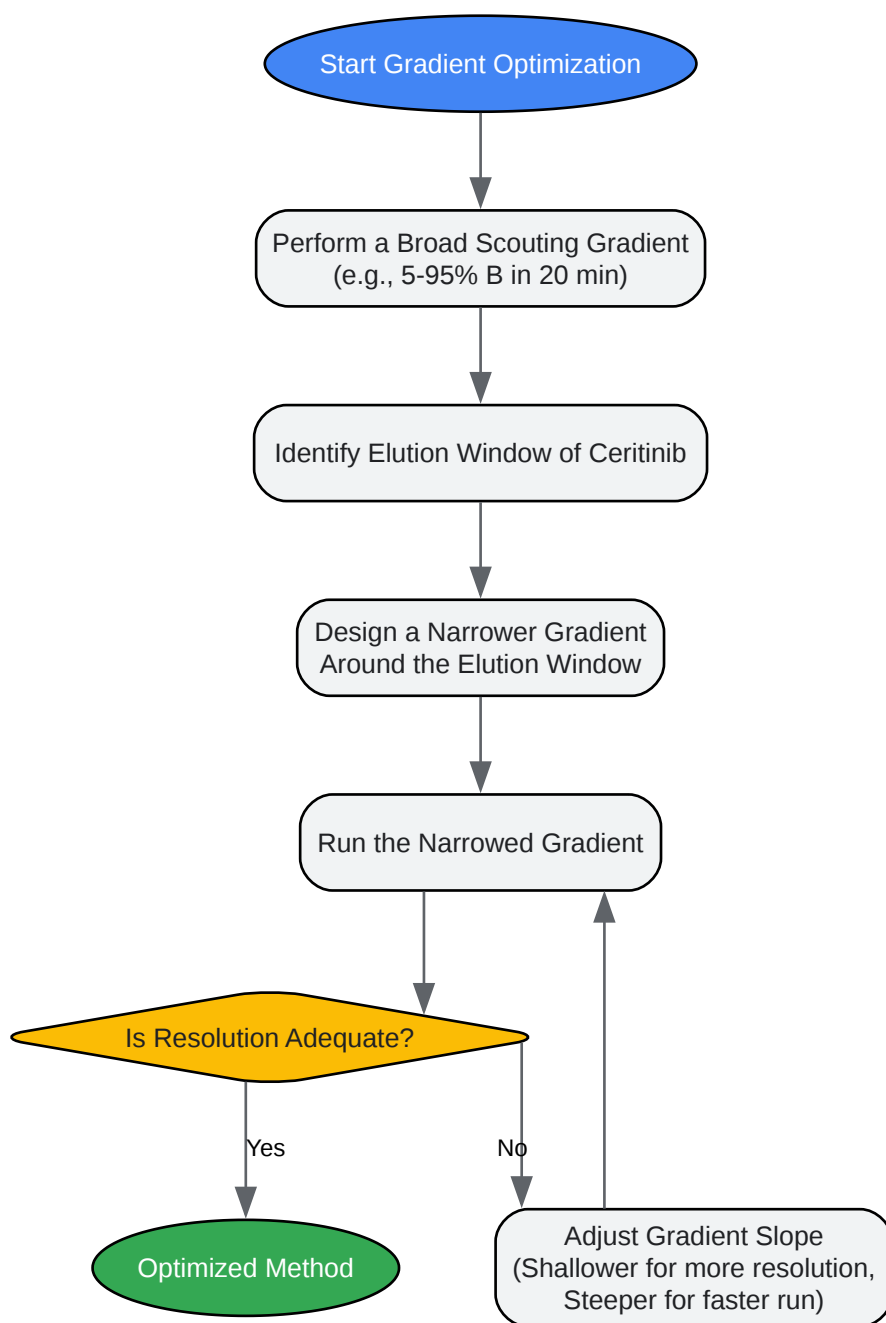 Start Gradient Optimization
Perform a Broad Scouting Gradient
(e.g., 5-95% B in 20 min)
Identify Elution Window of Ceritinib
Design a Narrower Gradient
Around the Elution Window
Run the Narrowed Gradient
Is Resolution Adequate?
Yes
No
Optimized Method
Adjust Gradient Slope
(Shallower for more resolution,
Steeper for faster run)